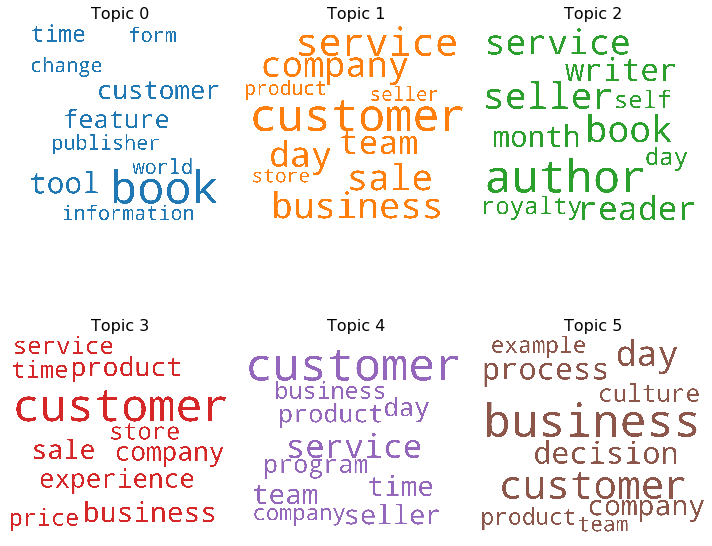 Topic 0
time form
change
customer
feature
publisher
world
tool book
information
Topic 1
service
company
product seller
customer
team
day
store sale
business
Topic 2
service
writer
seller self
month book
day
author
royalty reader
Topic 3
service
time product
customer
store
sale company
experience
price business
Topic 4
customer
business
product day
service
program
team time
company seller
Topic 5
example day
process
culture
business
decision
customer
company
product team